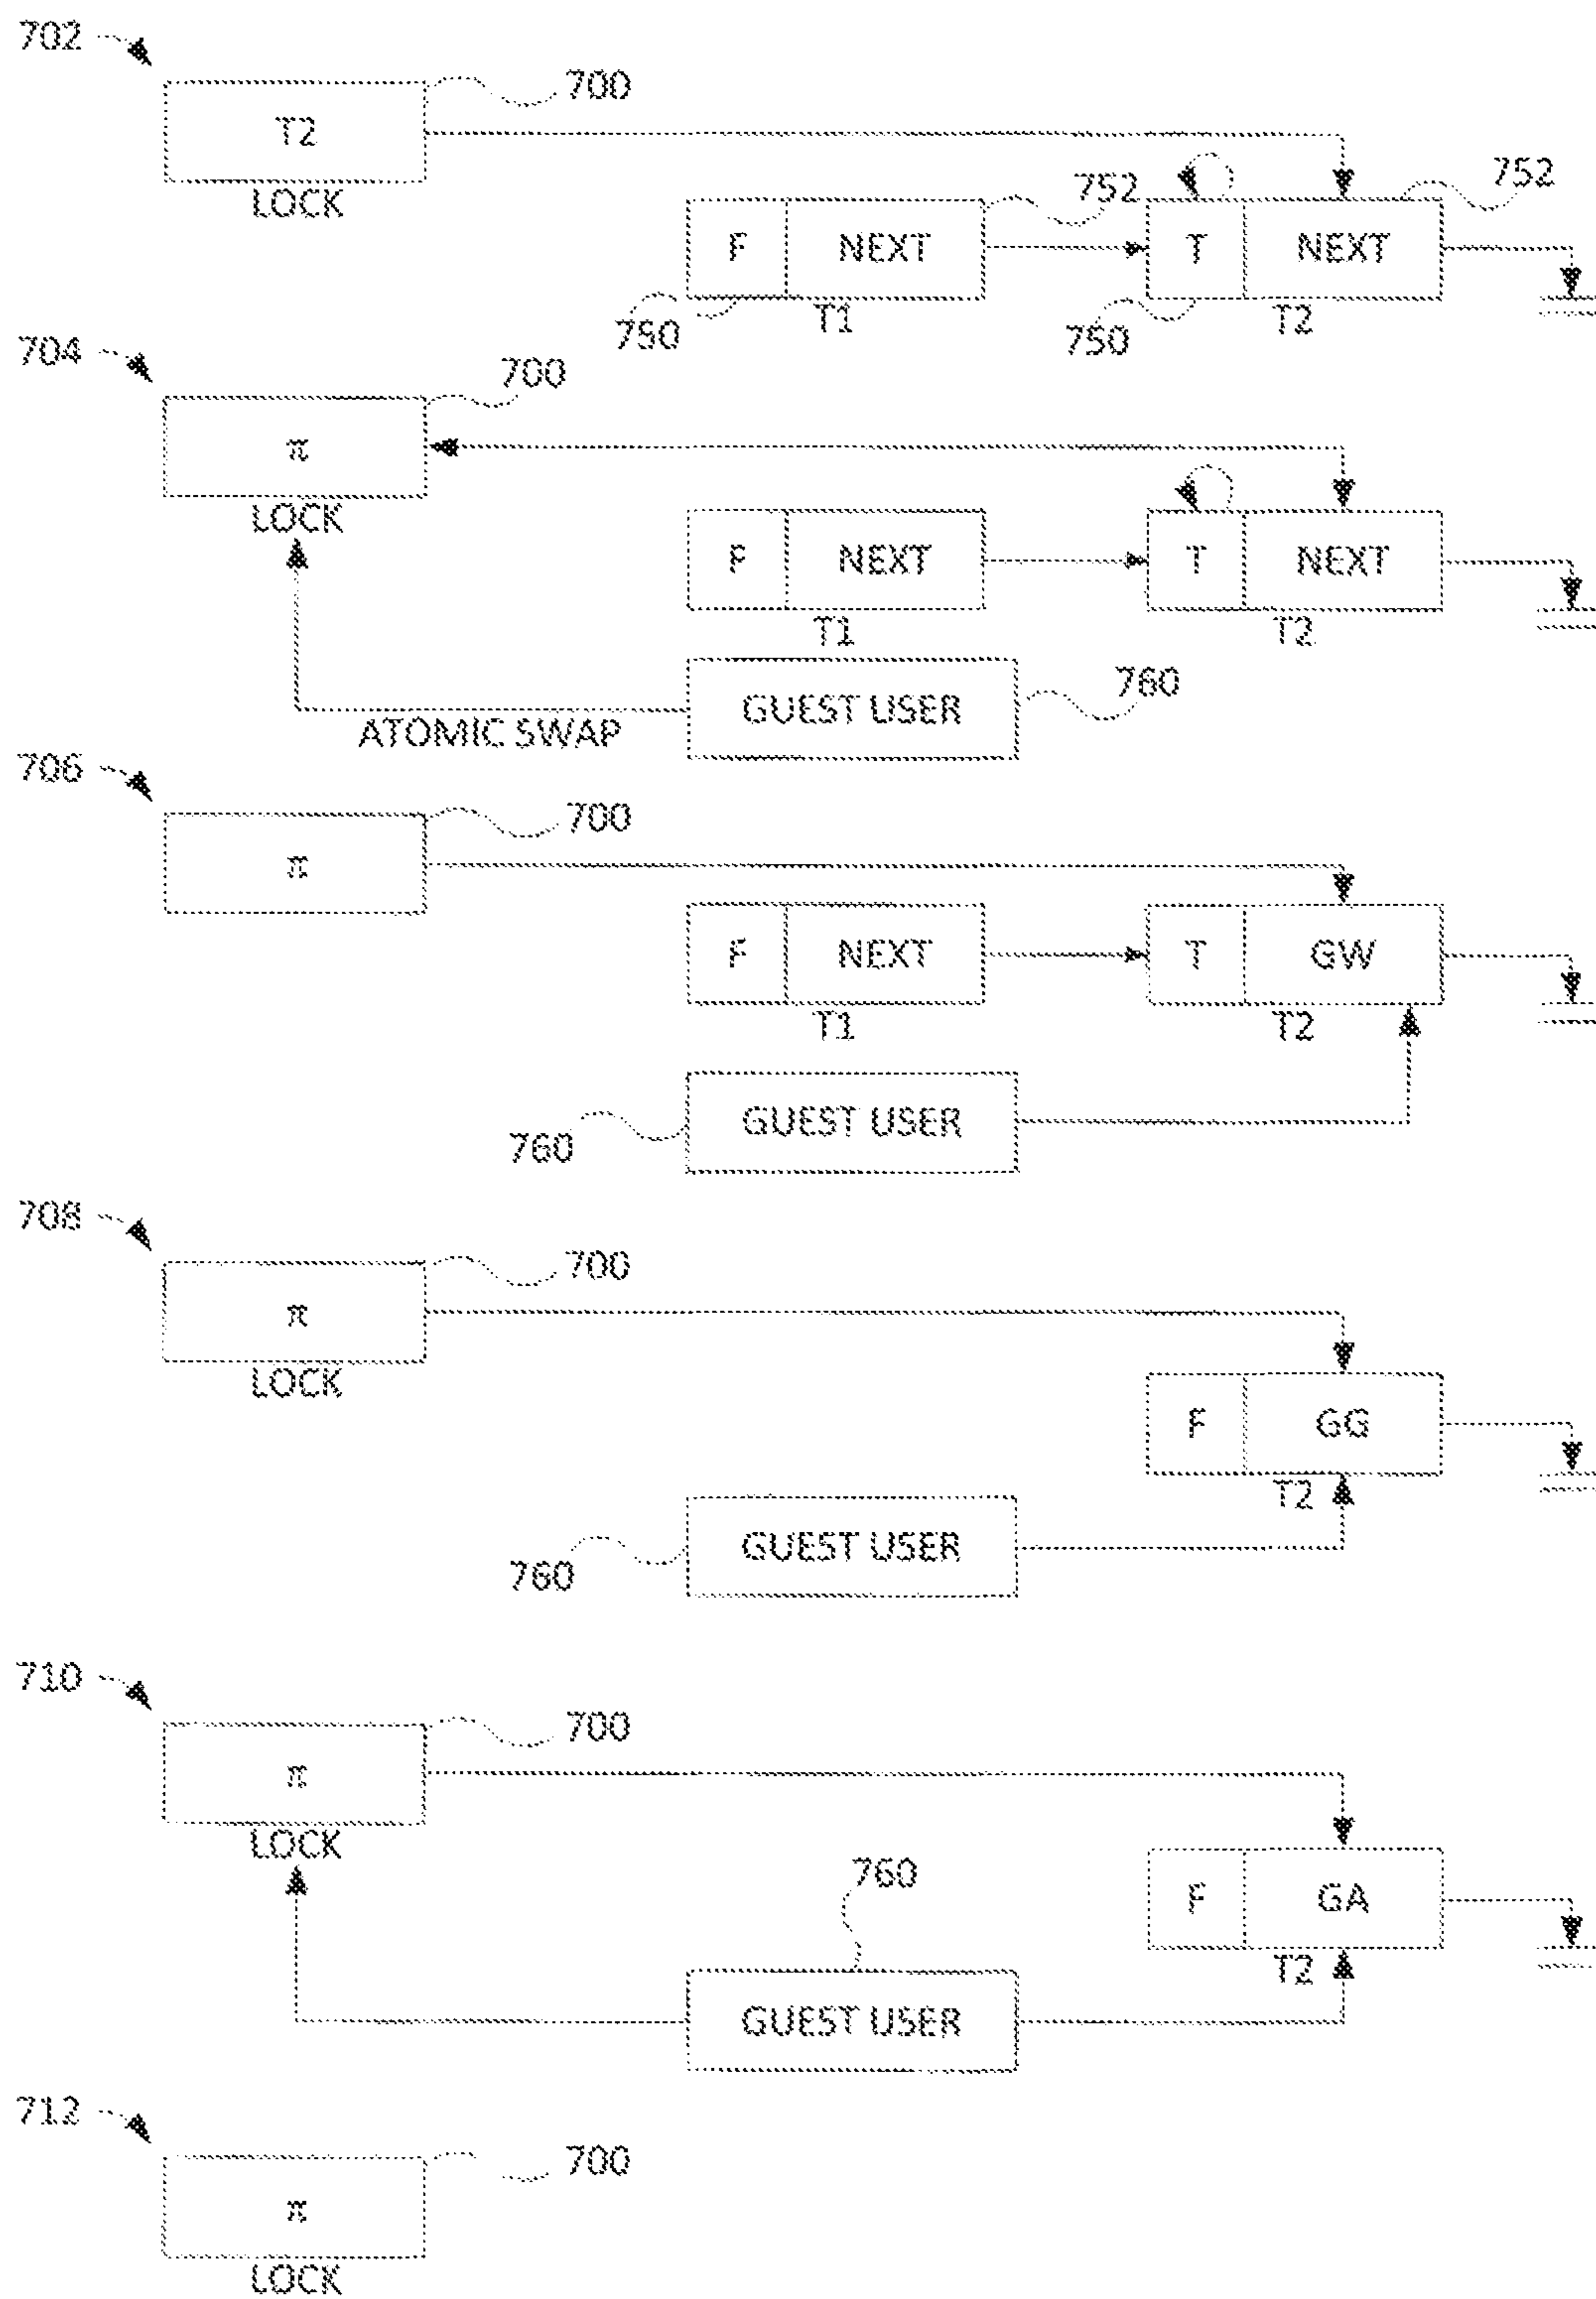 702
700
T2
LOCK
752
752
F NEXT
T NEXT
750
T1
750
T2
704
700
π
LOCK
F NEXT
T NEXT
T1
T2
GUEST USER
760
ATOMIC SWAP
706
700
π
F NEXT
T GW
T1
T2
GUEST USER
760
708
700
π
LOCK
F GG
T2
GUEST USER
760
710
700
π
LOCK
760
F GA
T2
GUEST USER
712
700
π
LOCK